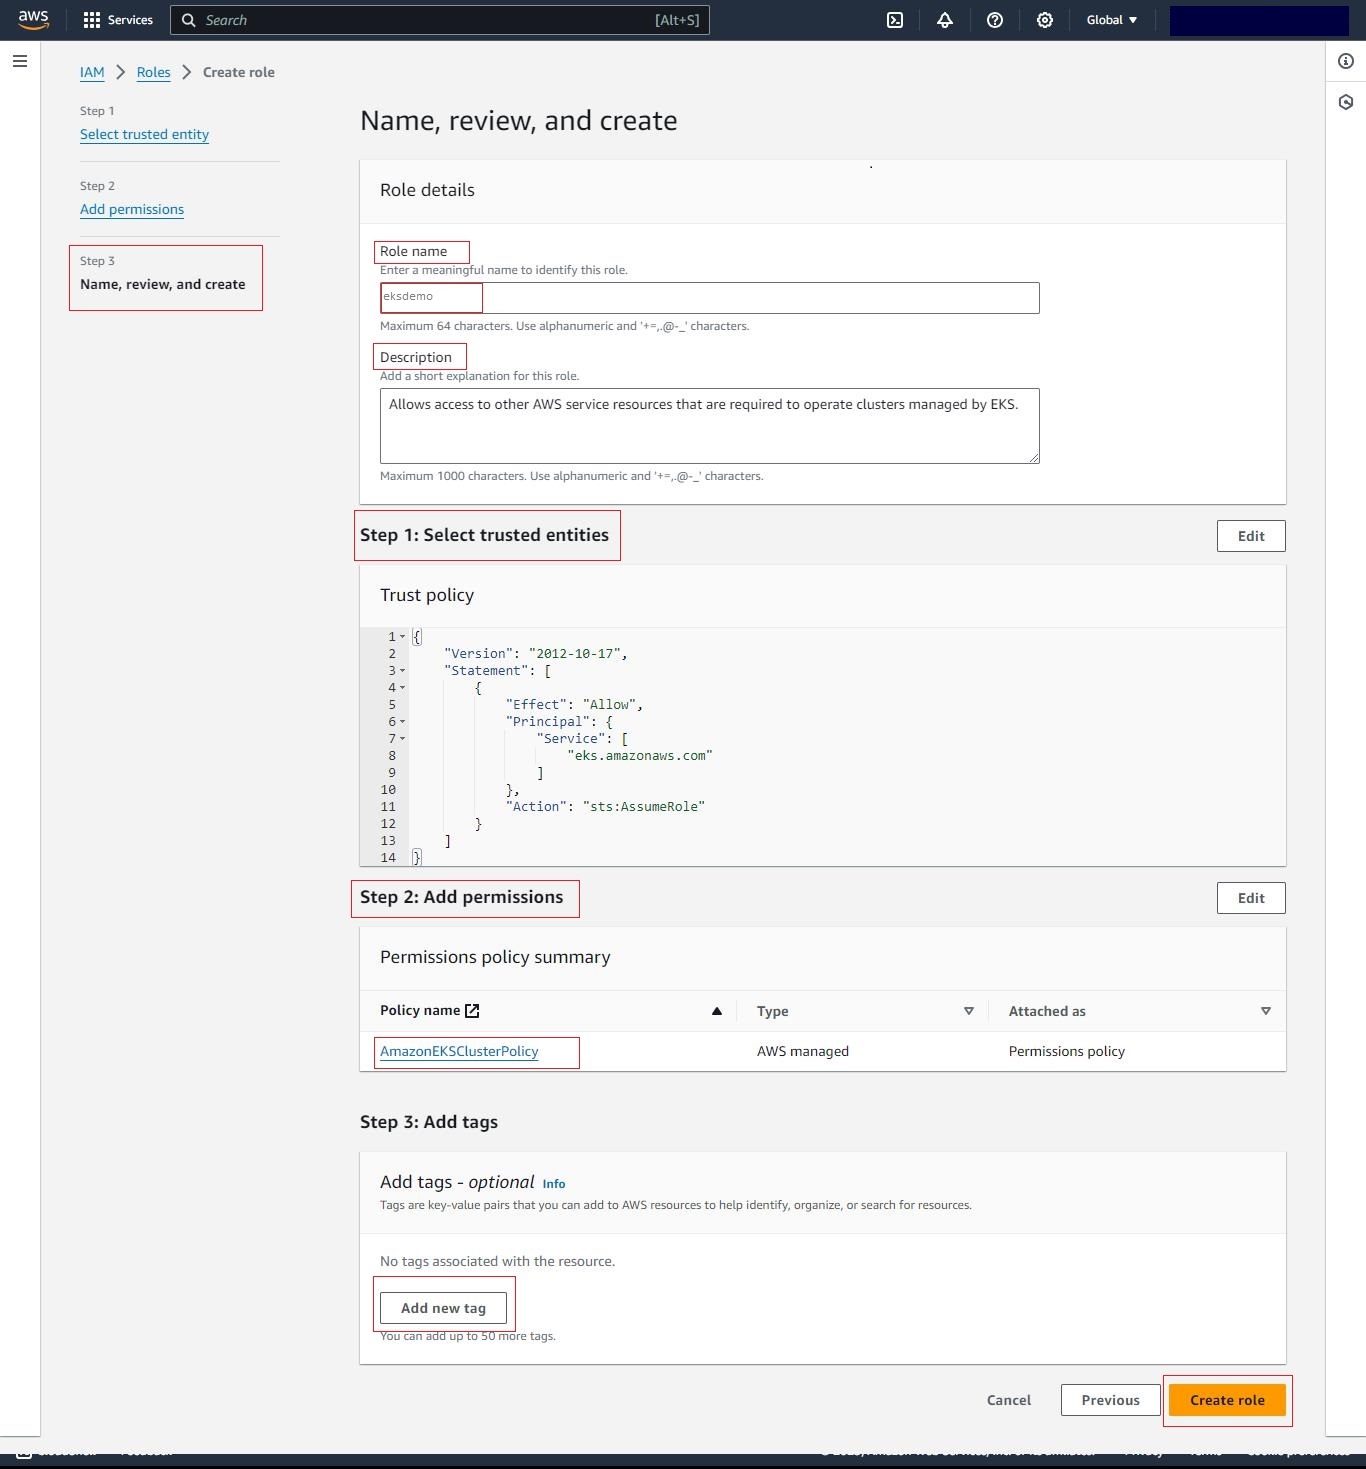 aws
Services
Search
[Alt+S]
Global
IAM
Roles
Create role
Step 1
Select trusted entity
Step 2
Add permissions
Step 3
Name, review, and create
Name, review, and create
Role details
Role name
Enter a meaningful name to identify this role.
eksdemo
Maximum 64 characters. Use alphanumeric and '+=,.@-_' characters.
Description
Add a short explanation for this role.
Allows access to other AWS service resources that are required to operate clusters managed by EKS.
Maximum 1000 characters. Use alphanumeric and '+=,.@-_' characters.
Step 1: Select trusted entities
Edit
Trust policy
1 {
2     "Version": "2012-10-17",
3     "Statement": [
4         {
5             "Effect": "Allow",
6             "Principal": {
7                 "Service": [
8                     "eks.amazonaws.com"
9                 ]
10             },
11             "Action": "sts:AssumeRole"
12         }
13     ]
14 }
Step 2: Add permissions
Edit
Permissions policy summary
Policy name
Type
Attached as
AmazonEKSClusterPolicy
AWS managed
Permissions policy
Step 3: Add tags
Add tags - optional Info
Tags are key-value pairs that you can add to AWS resources to help identify, organize, or search for resources.
No tags associated with the resource.
Add new tag
You can add up to 50 more tags.
Cancel
Previous
Create role